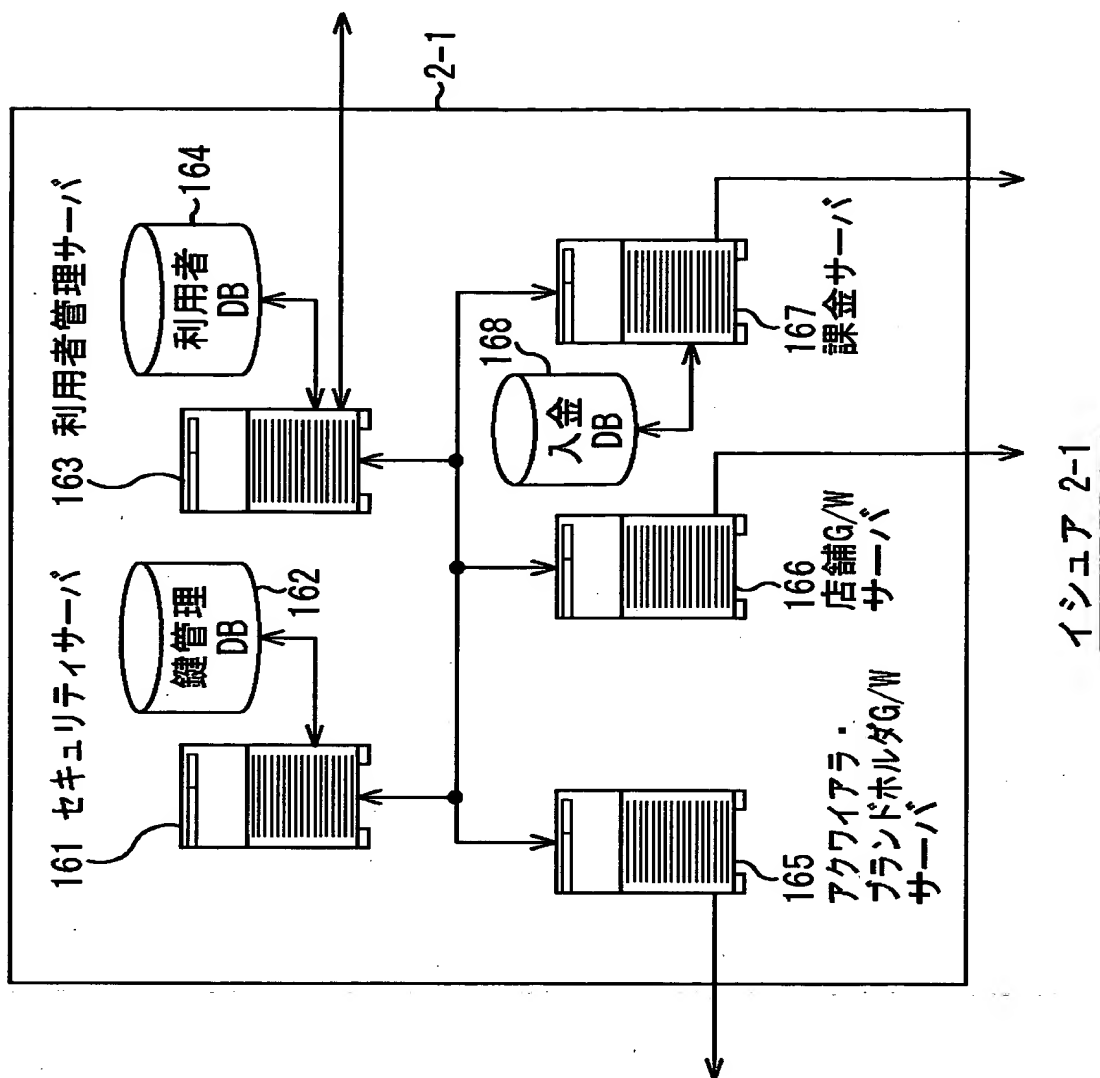 2-1
161 セキュリティサーバ
鍵管理
DB
162
163 利用者管理サーバ
利用者
DB
164
165
アクワイアラ・
ブランドホルダG/W
サーバ
166
店舗G/W
サーバ
入金
DB
168
167
課金サーバ
イシュア 2-1